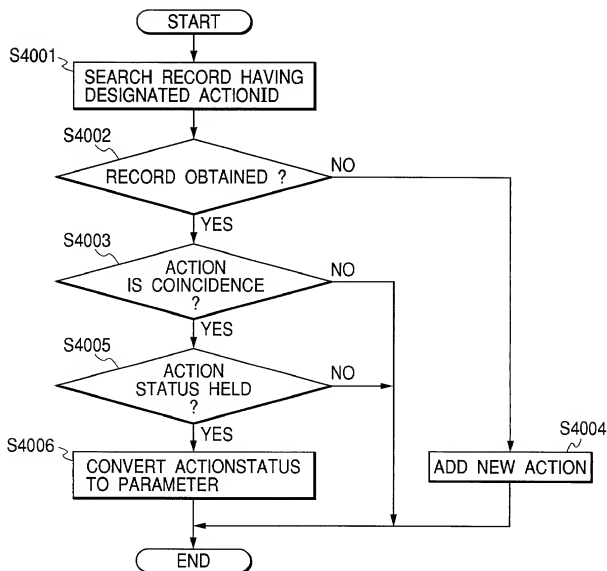 START
S4001
SEARCH RECORD HAVING
DESIGNATED ACTIONID
S4002
RECORD OBTAINED ?
NO
YES
S4003
ACTION
IS COINCIDENCE
?
NO
YES
S4005
ACTION
STATUS HELD
?
NO
YES
S4006
CONVERT ACTIONSTATUS
TO PARAMETER
S4004
ADD NEW ACTION
END